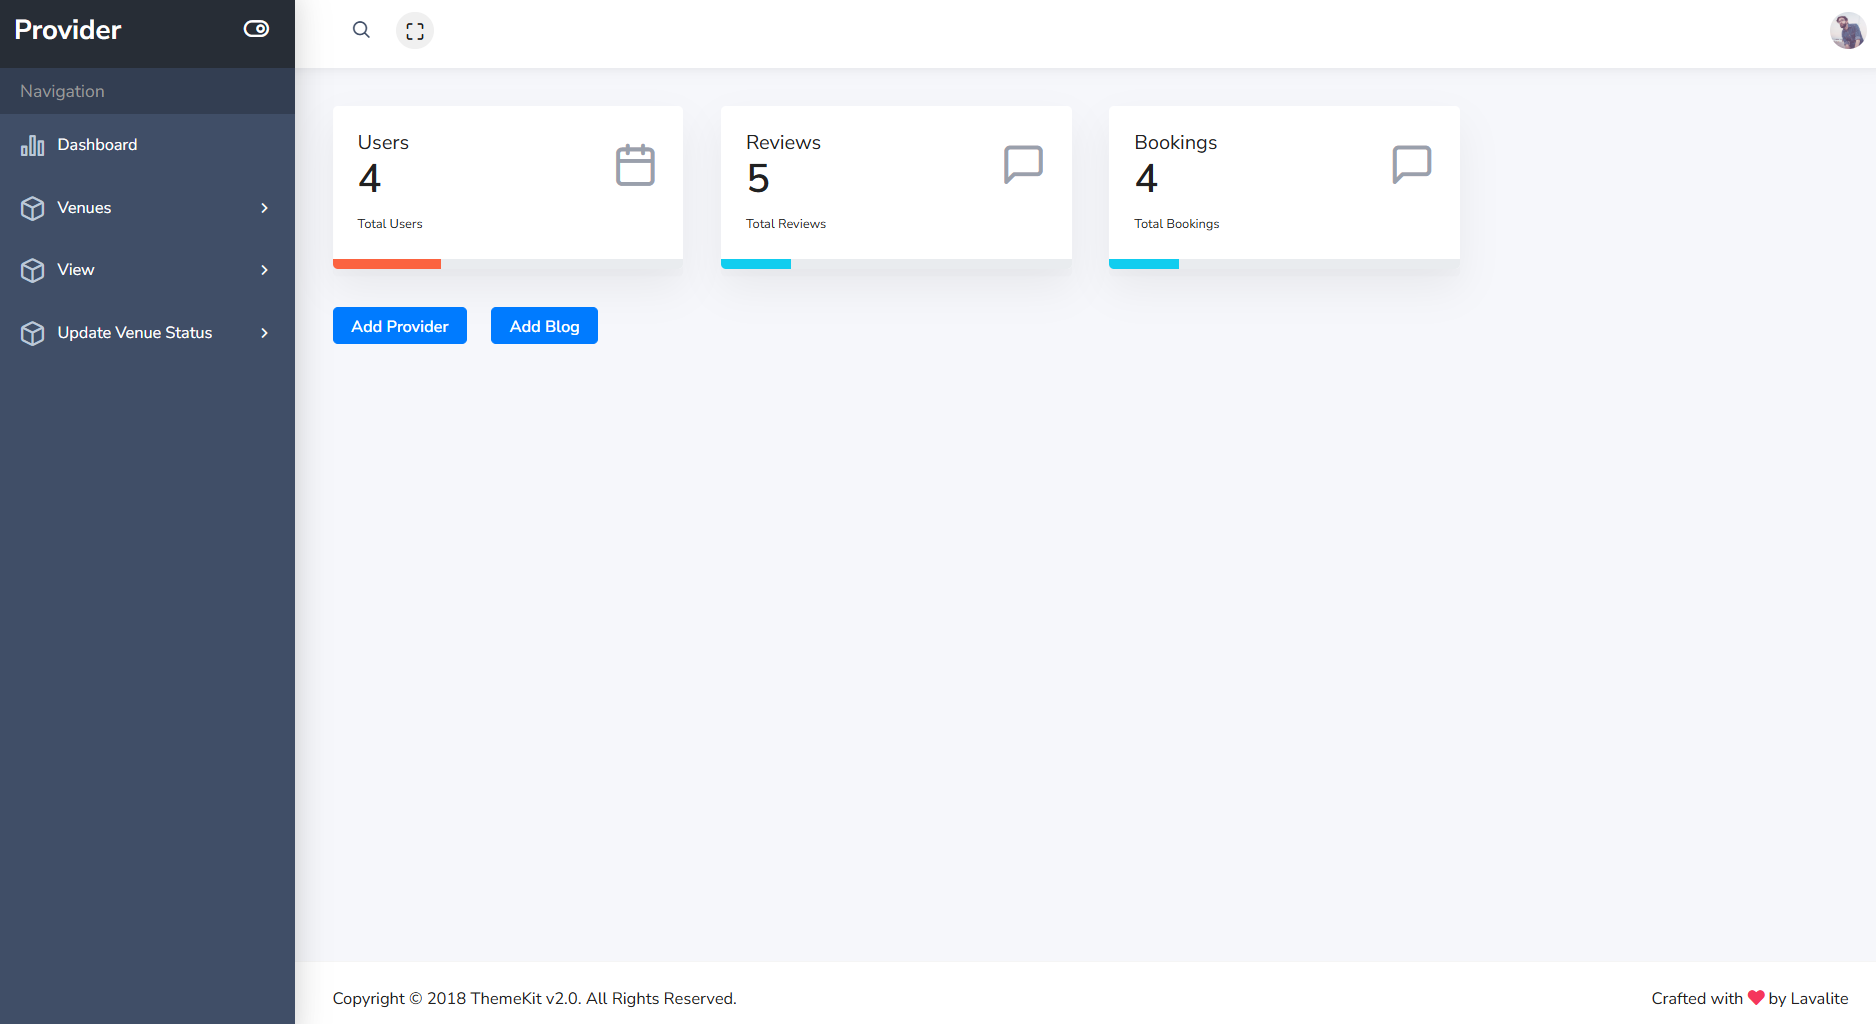 Provider
Navigation
Dashboard
Venues
View
Update Venue Status
Users
4
Total Users
Reviews
5
Total Reviews
Bookings
4
Total Bookings
Add Provider
Add Blog
Copyright © 2018 ThemeKit v2.0. All Rights Reserved.
Crafted with ❤ by Lavalite